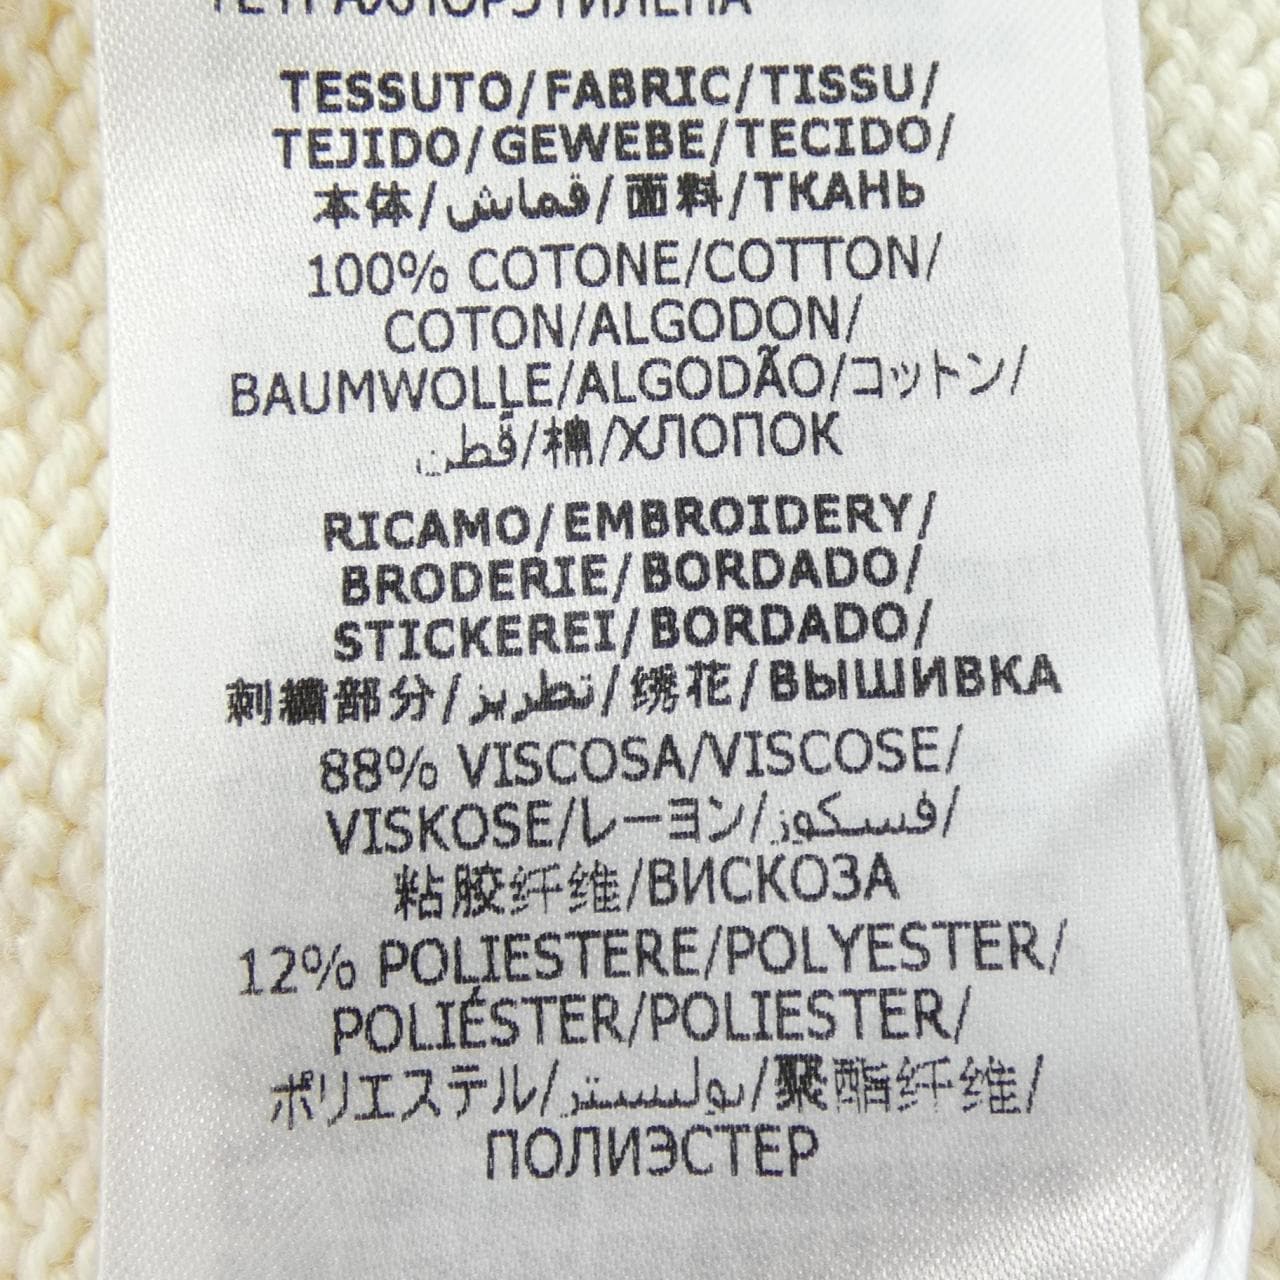 ТЕТРАХЛОРЭТИЛЕНА
TESSUTO/FABRIC/TISSU/
TEJIDO/GEWEBE/TECIDO/
本体/قماش/面料/ТКАНЬ
100% COTONE/COTTON/
COTON/ALGODON/
BAUMWOLLE/ALGODÃO/コットン/
قطن/棉/ХЛОПОК
RICAMO/EMBROIDERY/
BRODERIE/BORDADO/
STICKEREI/BORDADO/
刺繍部分/تطريز/绣花/ВЫШИВКА
88% VISCOSA/VISCOSE/
VISKOSE/レーヨン/فسكوز/
粘胶纤维/ВИСКОЗА
12% POLIESTERE/POLYESTER/
POLIÉSTER/POLIESTER/
ポリエステル/بوليستر/聚酯纤维/
ПОЛИЭСТЕР